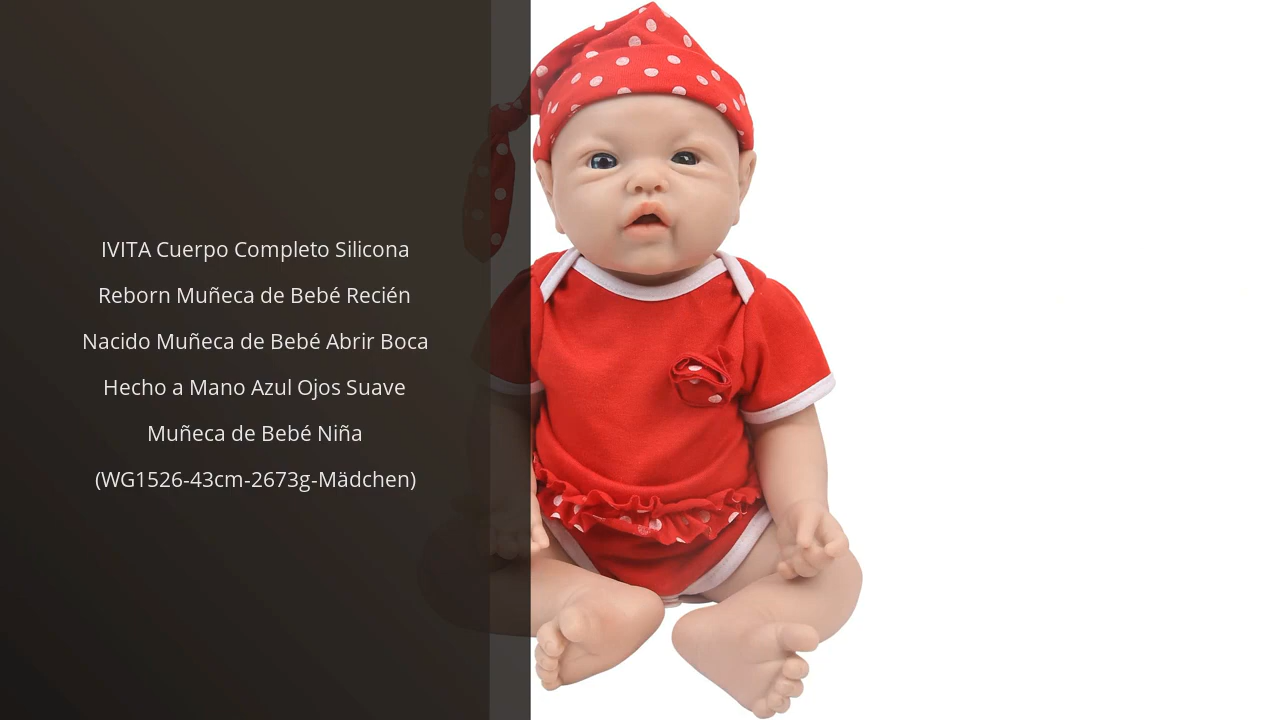 IVITA Cuerpo Completo Silicona
Reborn Muñeca de Bebé Recién
Nacido Muñeca de Bebé Abrir Boca
Hecho a Mano Azul Ojos Suave
Muñeca de Bebé Niña
(WG1526-43cm-2673g-Mädchen)